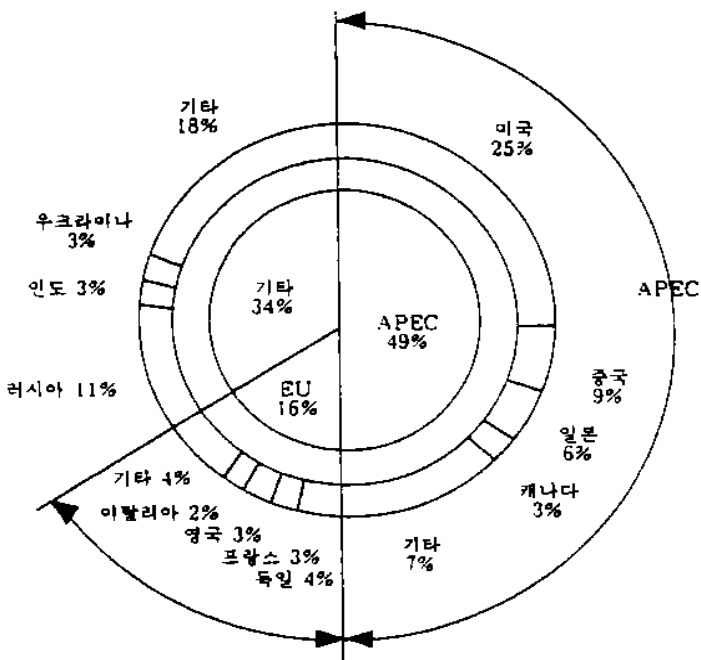 기타
18%
미국
25%
우크라이나
3%
인도 3%
기타
34%
APEC
APEC
49%
러시아 11%
EU
16%
중국
9%
일본
6%
캐나다
3%
기타 4%
이탈리아 2%
영국 3%
프랑스 3%
독일 4%
기타
7%